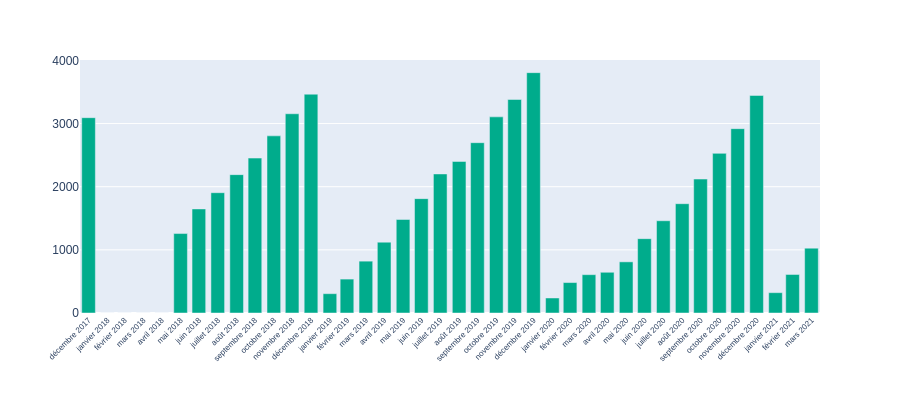 4000
3000
2000
1000
0
décembre 2017
janvier 2018
février 2018
mars 2018
avril 2018
mai 2018
juin 2018
juillet 2018
août 2018
septembre 2018
octobre 2018
novembre 2018
décembre 2018
janvier 2019
février 2019
mars 2019
avril 2019
mai 2019
juin 2019
juillet 2019
août 2019
septembre 2019
octobre 2019
novembre 2019
décembre 2019
janvier 2020
février 2020
mars 2020
avril 2020
mai 2020
juin 2020
juillet 2020
août 2020
septembre 2020
octobre 2020
novembre 2020
décembre 2020
janvier 2021
février 2021
mars 2021